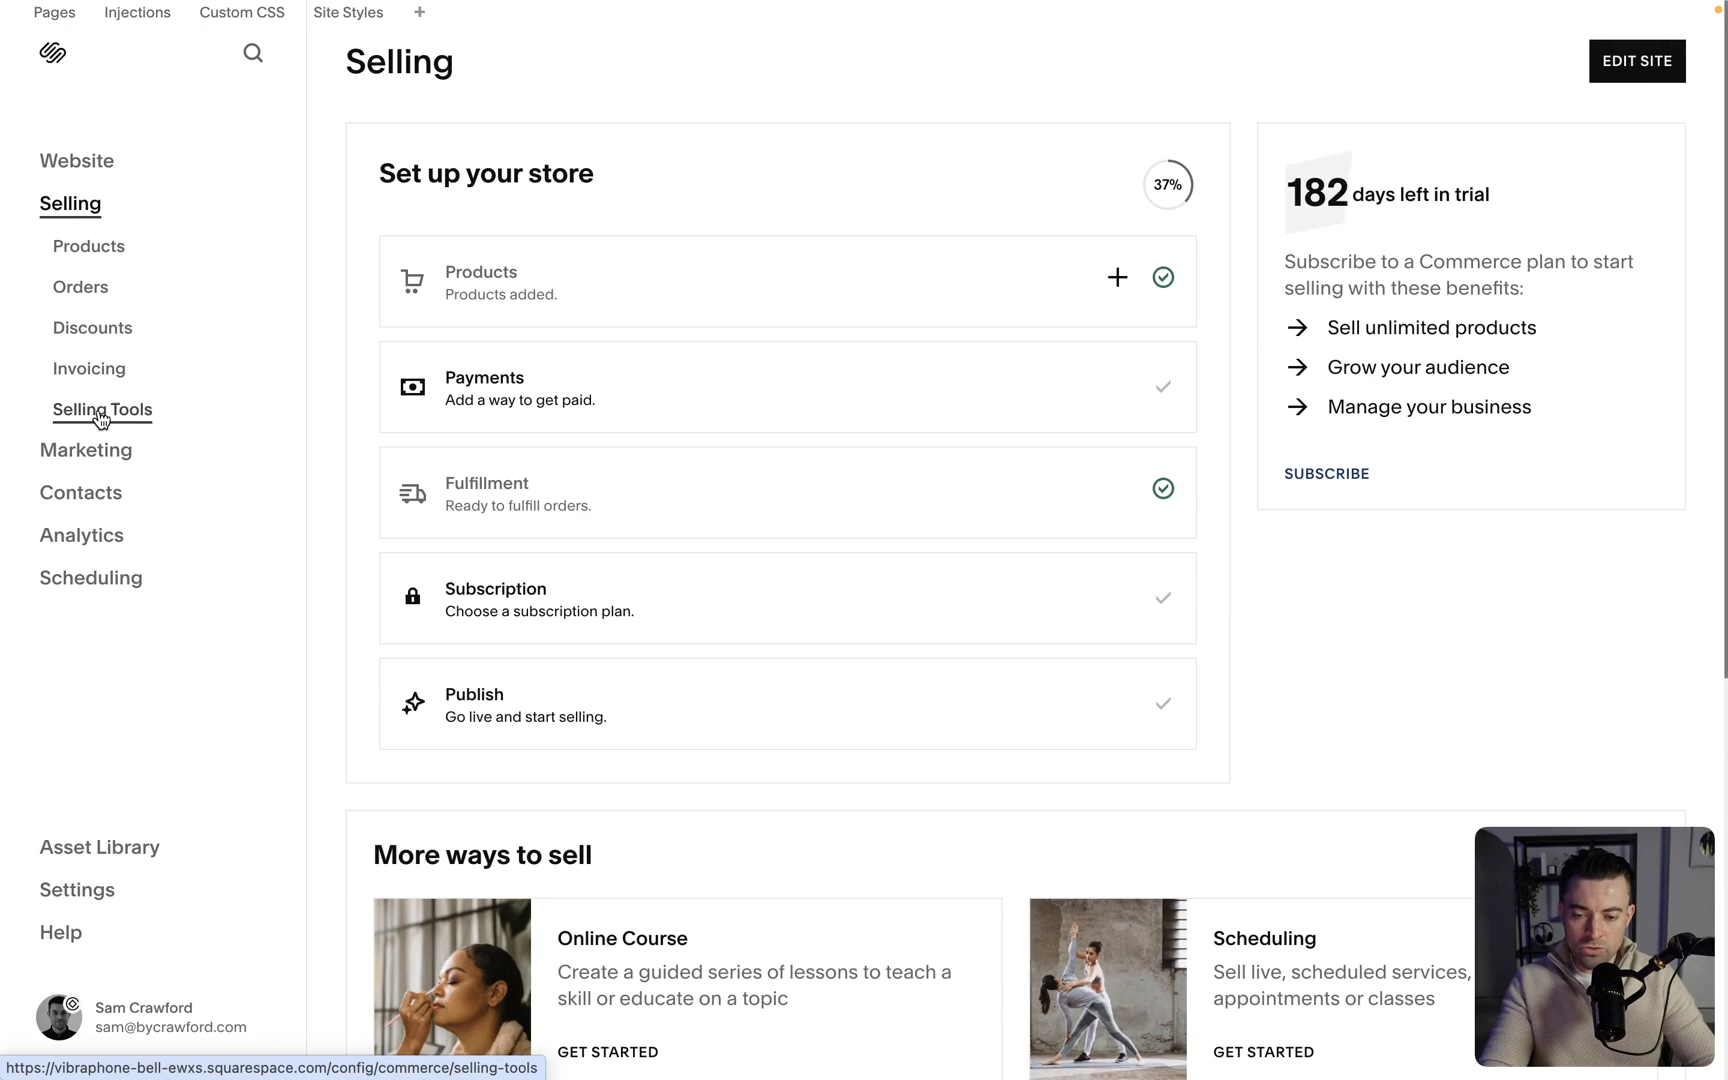 Pages
Injections
Custom CSS
Site Styles
+
Website
Selling
Products
Orders
Discounts
Invoicing
Selling Tools
Marketing
Contacts
Analytics
Scheduling
Asset Library
Settings
Help
Sam Crawford
sam@bycrawford.com
https://vibraphone-bell-ewxs.squarespace.com/config/commerce/selling-tools
Selling
EDIT SITE
Set up your store
37%
Products
Products added.
Payments
Add a way to get paid.
Fulfillment
Ready to fulfill orders.
Subscription
Choose a subscription plan.
Publish
Go live and start selling.
182 days left in trial
Subscribe to a Commerce plan to start
selling with these benefits:
Sell unlimited products
Grow your audience
Manage your business
SUBSCRIBE
More ways to sell
Online Course
Create a guided series of lessons to teach a
skill or educate on a topic
GET STARTED
Scheduling
Sell live, scheduled services,
appointments or classes
GET STARTED